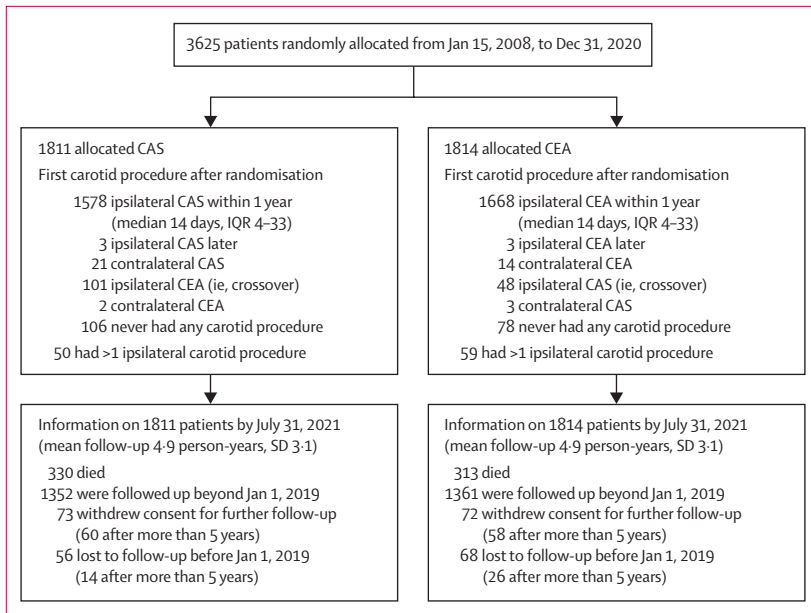 3625 patients randomly allocated from Jan 15, 2008, to Dec 31, 2020
1811 allocated CAS
First carotid procedure after randomisation
1578 ipsilateral CAS within 1 year
(median 14 days, IQR 4–33)
3 ipsilateral CAS later
21 contralateral CAS
101 ipsilateral CEA (ie, crossover)
2 contralateral CEA
106 never had any carotid procedure
50 had >1 ipsilateral carotid procedure
1814 allocated CEA
First carotid procedure after randomisation
1668 ipsilateral CEA within 1 year
(median 14 days, IQR 4–33)
3 ipsilateral CEA later
14 contralateral CEA
48 ipsilateral CAS (ie, crossover)
3 contralateral CAS
78 never had any carotid procedure
59 had >1 ipsilateral carotid procedure
Information on 1811 patients by July 31, 2021
(mean follow-up 4·9 person-years, SD 3·1)
330 died
1352 were followed up beyond Jan 1, 2019
73 withdrew consent for further follow-up
(60 after more than 5 years)
56 lost to follow-up before Jan 1, 2019
(14 after more than 5 years)
Information on 1814 patients by July 31, 2021
(mean follow-up 4·9 person-years, SD 3·1)
313 died
1361 were followed up beyond Jan 1, 2019
72 withdrew consent for further follow-up
(58 after more than 5 years)
68 lost to follow-up before Jan 1, 2019
(26 after more than 5 years)